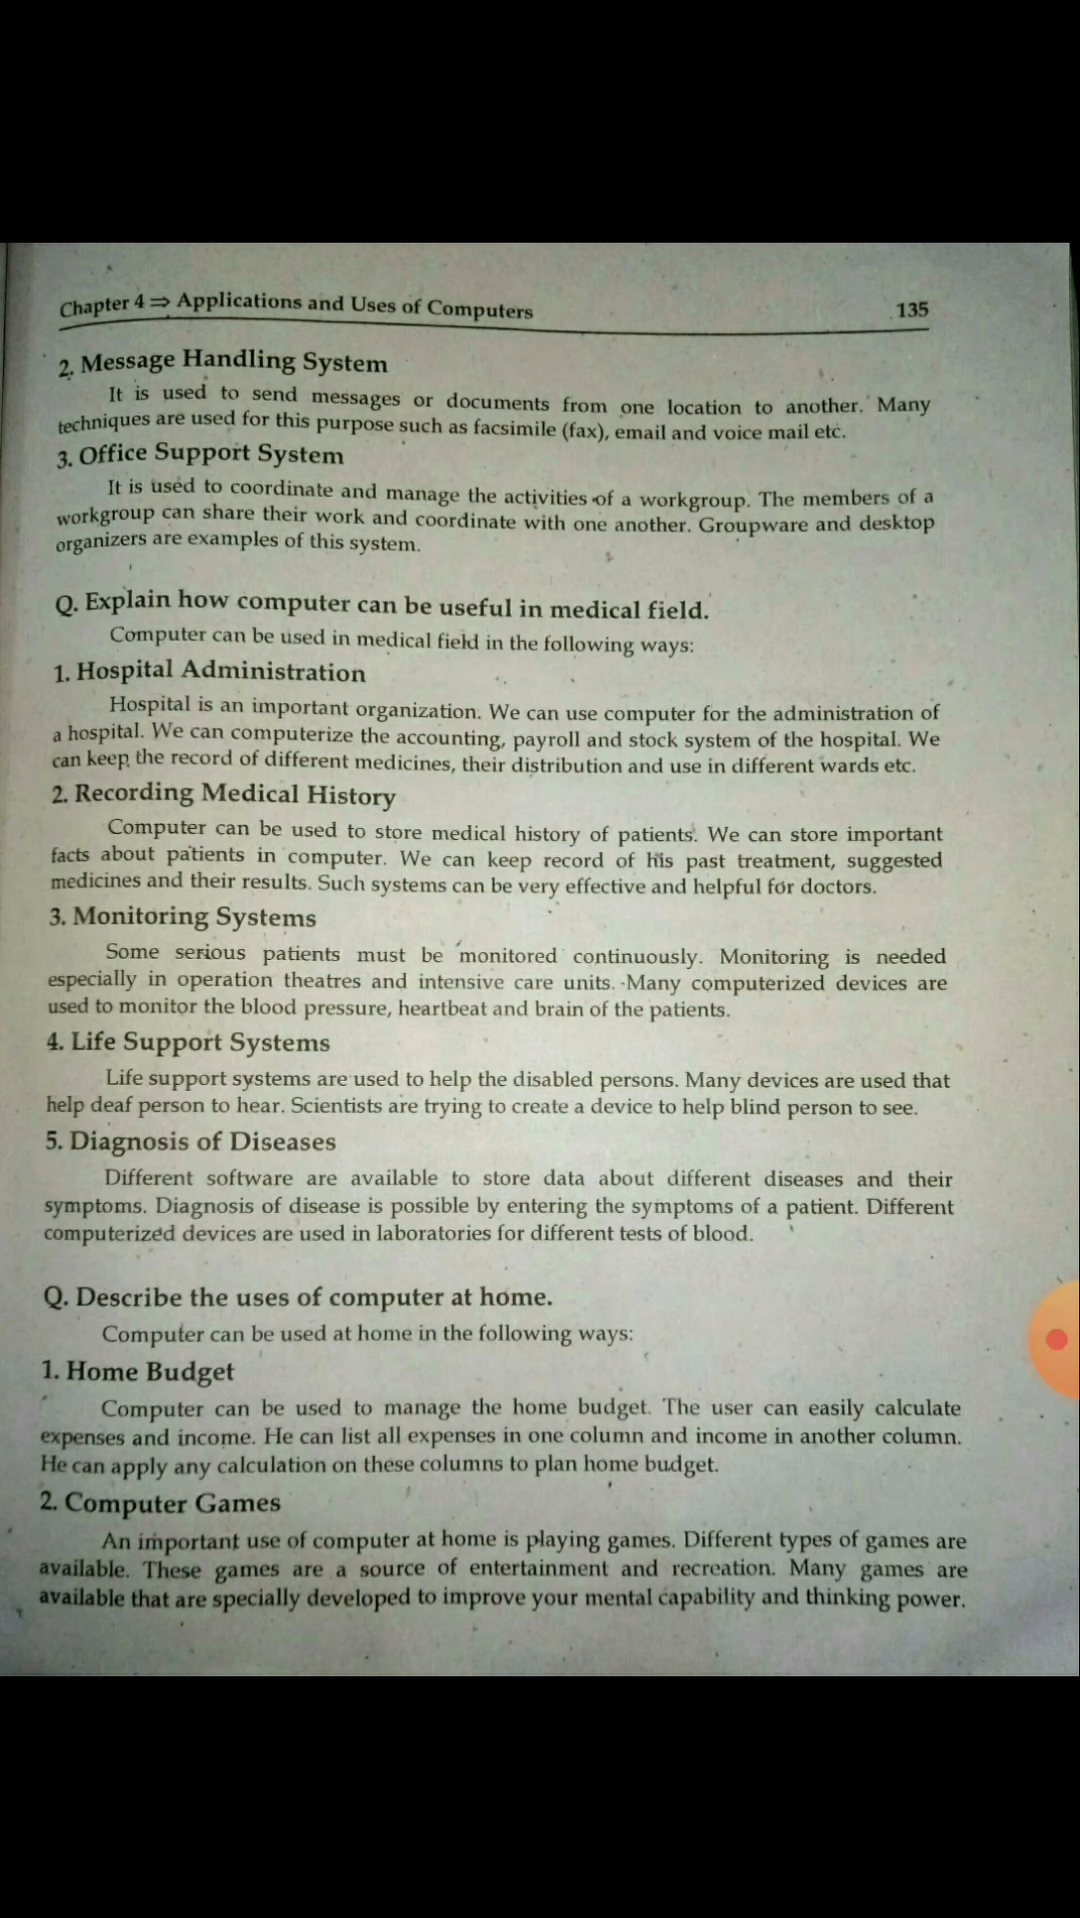 Chapter 4 ⇒ Applications and Uses of Computers 135
2. Message Handling System
It is used to send messages or documents from one location to another. Many
techniques are used for this purpose such as facsimile (fax), email and voice mail etc.
3. Office Support System
It is used to coordinate and manage the activities of a workgroup. The members of a
workgroup can share their work and coordinate with one another. Groupware and desktop
organizers are examples of this system.
Q. Explain how computer can be useful in medical field.
Computer can be used in medical field in the following ways:
1. Hospital Administration
Hospital is an important organization. We can use computer for the administration of
a hospital. We can computerize the accounting, payroll and stock system of the hospital. We
can keep the record of different medicines, their distribution and use in different wards etc.
2. Recording Medical History
Computer can be used to store medical history of patients. We can store important
facts about patients in computer. We can keep record of his past treatment, suggested
medicines and their results. Such systems can be very effective and helpful for doctors.
3. Monitoring Systems
Some serious patients must be monitored continuously. Monitoring is needed
especially in operation theatres and intensive care units. Many computerized devices are
used to monitor the blood pressure, heartbeat and brain of the patients.
4. Life Support Systems
Life support systems are used to help the disabled persons. Many devices are used that
help deaf person to hear. Scientists are trying to create a device to help blind person to see.
5. Diagnosis of Diseases
Different software are available to store data about different diseases and their
symptoms. Diagnosis of disease is possible by entering the symptoms of a patient. Different
computerized devices are used in laboratories for different tests of blood.
Q. Describe the uses of computer at home.
Computer can be used at home in the following ways:
1. Home Budget
Computer can be used to manage the home budget. The user can easily calculate
expenses and income. He can list all expenses in one column and income in another column.
He can apply any calculation on these columns to plan home budget.
2. Computer Games
An important use of computer at home is playing games. Different types of games are
available. These games are a source of entertainment and recreation. Many games are
available that are specially developed to improve your mental capability and thinking power.